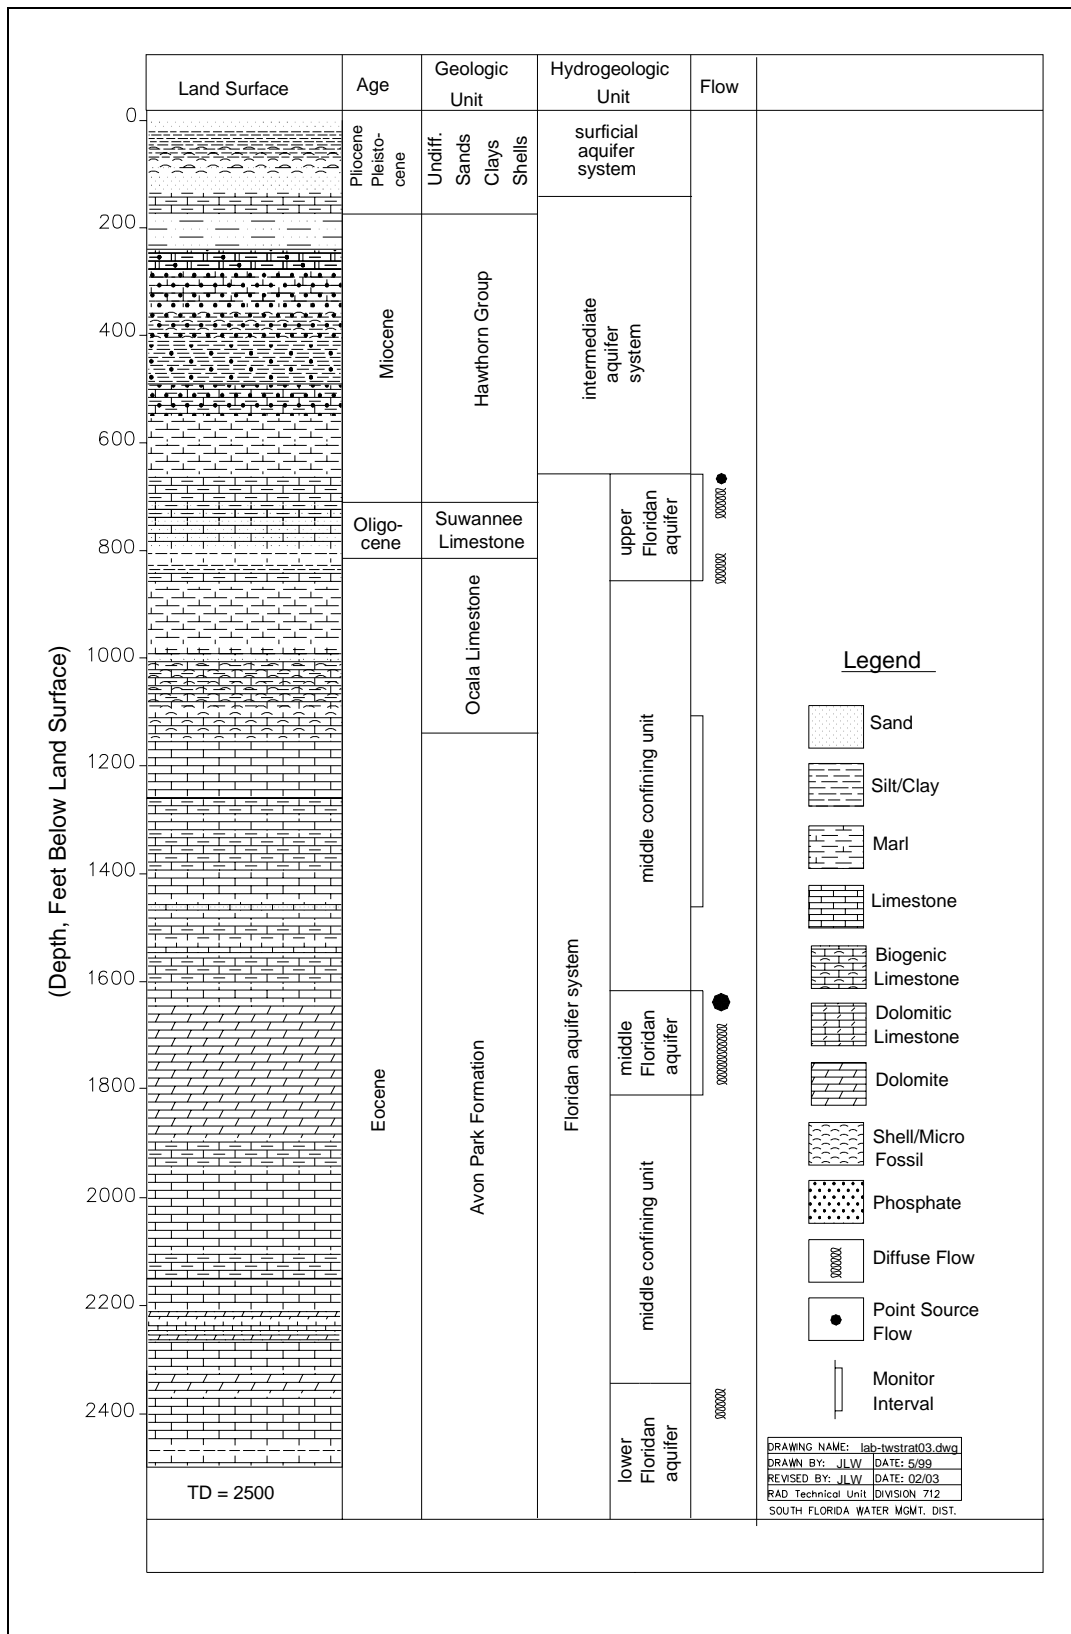 Land Surface
Age
Geologic
Unit
Hydrogeologic
Unit
Flow
0
200
400
600
800
1000
1200
1400
1600
1800
2000
2200
2400
(Depth, Feet Below Land Surface)
TD = 2500
Pliocene
Pleisto-
cene
Miocene
Oligo-
cene
Eocene
Undiff.
Sands
Clays
Shells
Hawthorn Group
Suwannee
Limestone
Ocala Limestone
Avon Park Formation
surficial
aquifer
system
intermediate
aquifer
system
Floridan aquifer system
upper
Floridan
aquifer
middle confining unit
middle
Floridan
aquifer
middle confining unit
lower
Floridan
aquifer
Legend
Sand
Silt/Clay
Marl
Limestone
Biogenic
Limestone
Dolomitic
Limestone
Dolomite
Shell/Micro
Fossil
Phosphate
Diffuse Flow
Point Source
Flow
Monitor
Interval
DRAWING NAME: lab-twstrat03.dwg
DRAWN BY: JLW DATE: 5/99
REVISED BY: JLW DATE: 02/03
RAD Technical Unit DIVISION 712
SOUTH FLORIDA WATER MGMT. DIST.